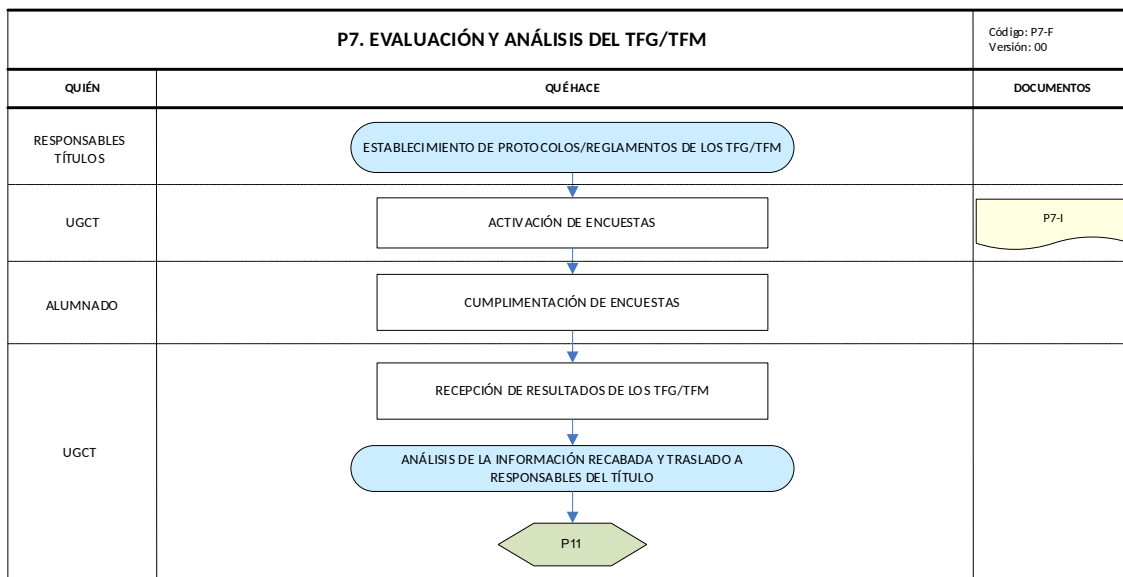 P7. EVALUACIÓN Y ANÁLISIS DEL TFG/TFM
Código: P7-F
Versión: 00
QUIÉN
QUÉ HACE
DOCUMENTOS
RESPONSABLES
TÍTULOS
ESTABLECIMIENTO DE PROTOCOLOS/REGLAMENTOS DE LOS TFG/TFM
UGCT
ACTIVACIÓN DE ENCUESTAS
P7-I
ALUMNADO
CUMPLIMENTACIÓN DE ENCUESTAS
UGCT
RECEPCIÓN DE RESULTADOS DE LOS TFG/TFM
ANÁLISIS DE LA INFORMACIÓN RECABADA Y TRASLADO A
RESPONSABLES DEL TÍTULO
P11